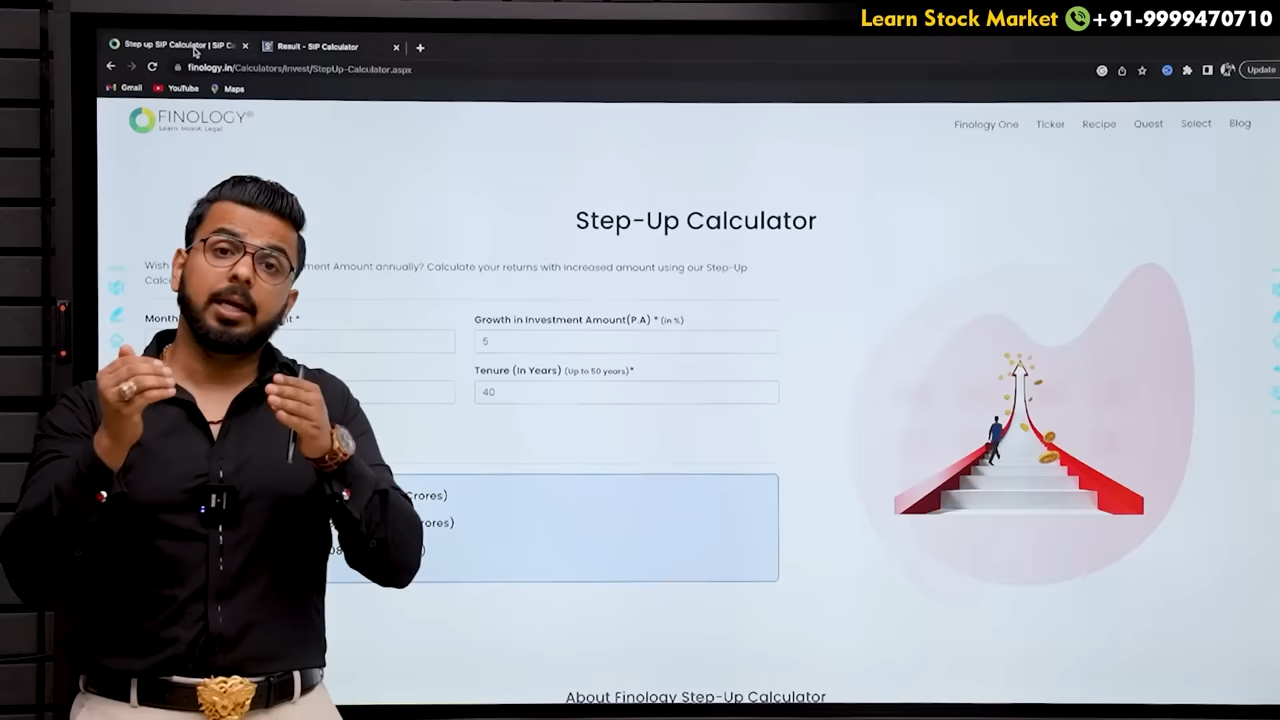 Learn Stock Market +91-9999470710
Step up SIP Calculator | SIP C
Result - SIP Calculator
finology.in/Calculators/Invest/StepUp-Calculator.aspx
Update
Gmail YouTube Maps
FINOLOGY®
Learn. Invest. Legal
Finology One Ticker Recipe Quest Select Blog
Step-Up Calculator
Wish ment Amount annually? Calculate your returns with increased amount using our Step-Up
Calc
Month t *
Growth in Investment Amount(P.A) * (in %)
5
Tenure (In Years) (Up to 50 years)*
40
Crores)
rores)
)
About Finology Step-Up Calculator